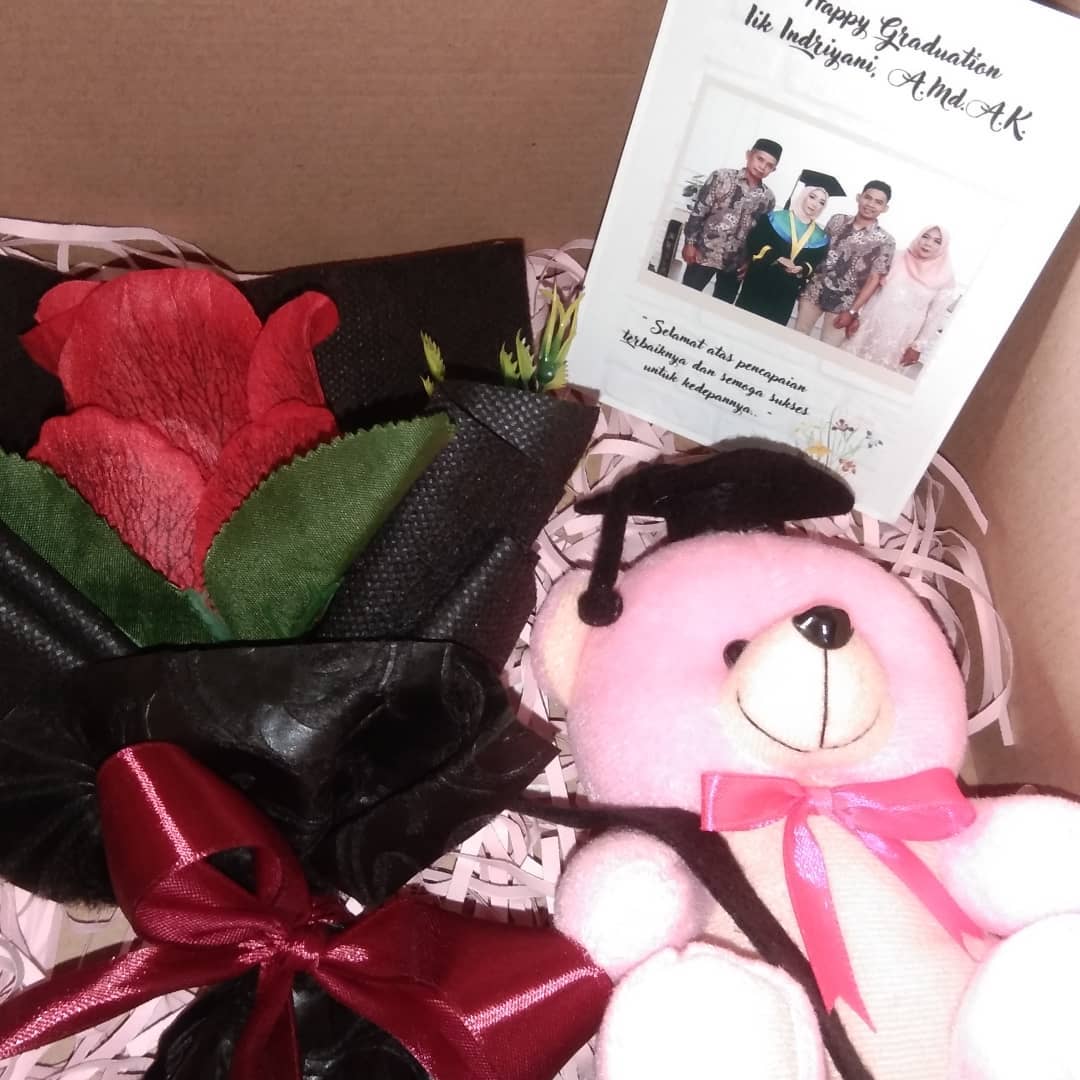 Happy Graduation
Iik Indriyani, A.Md.A.K.
" Selamat atas pencapaian
terbaiknya dan semoga sukses
untuk kedepannya.. "